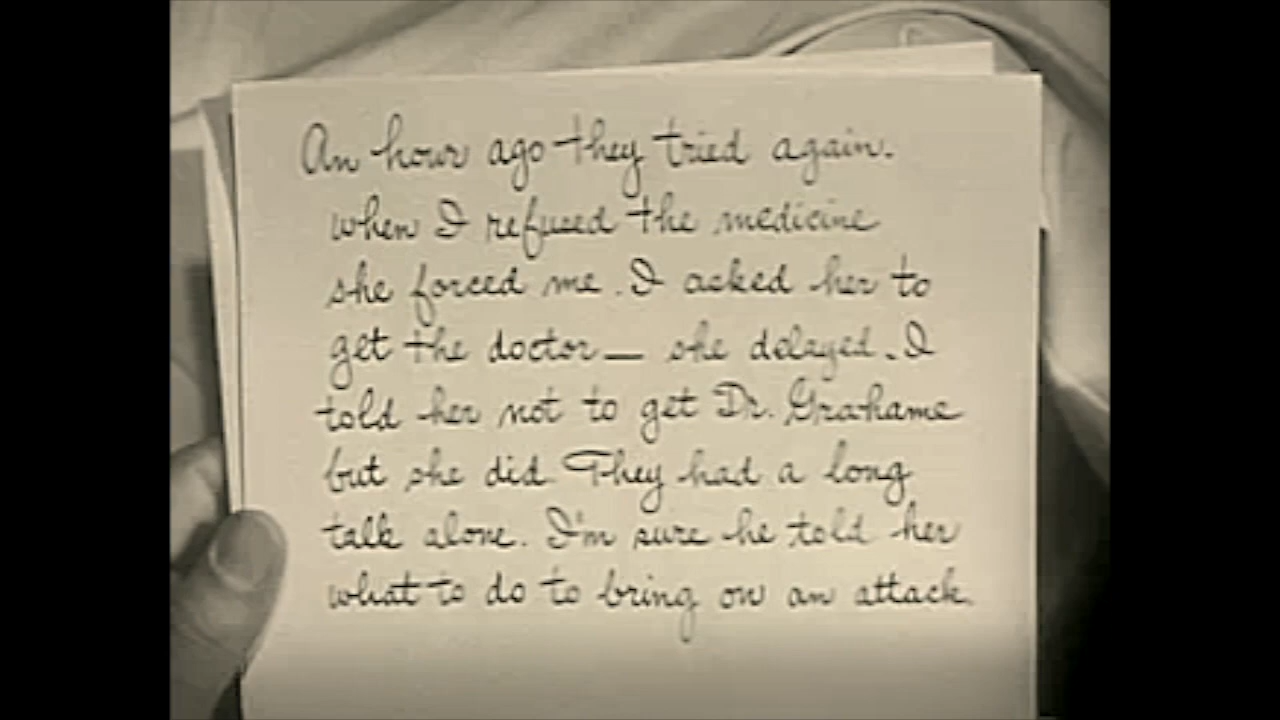 An hour ago they tried again.
when I refused the medicine
she forced me. I asked her to
get the doctor — she delayed. I
told her not to get Dr. Grahame
but she did They had a long
talk alone. I'm sure he told her
what to do to bring on an attack.